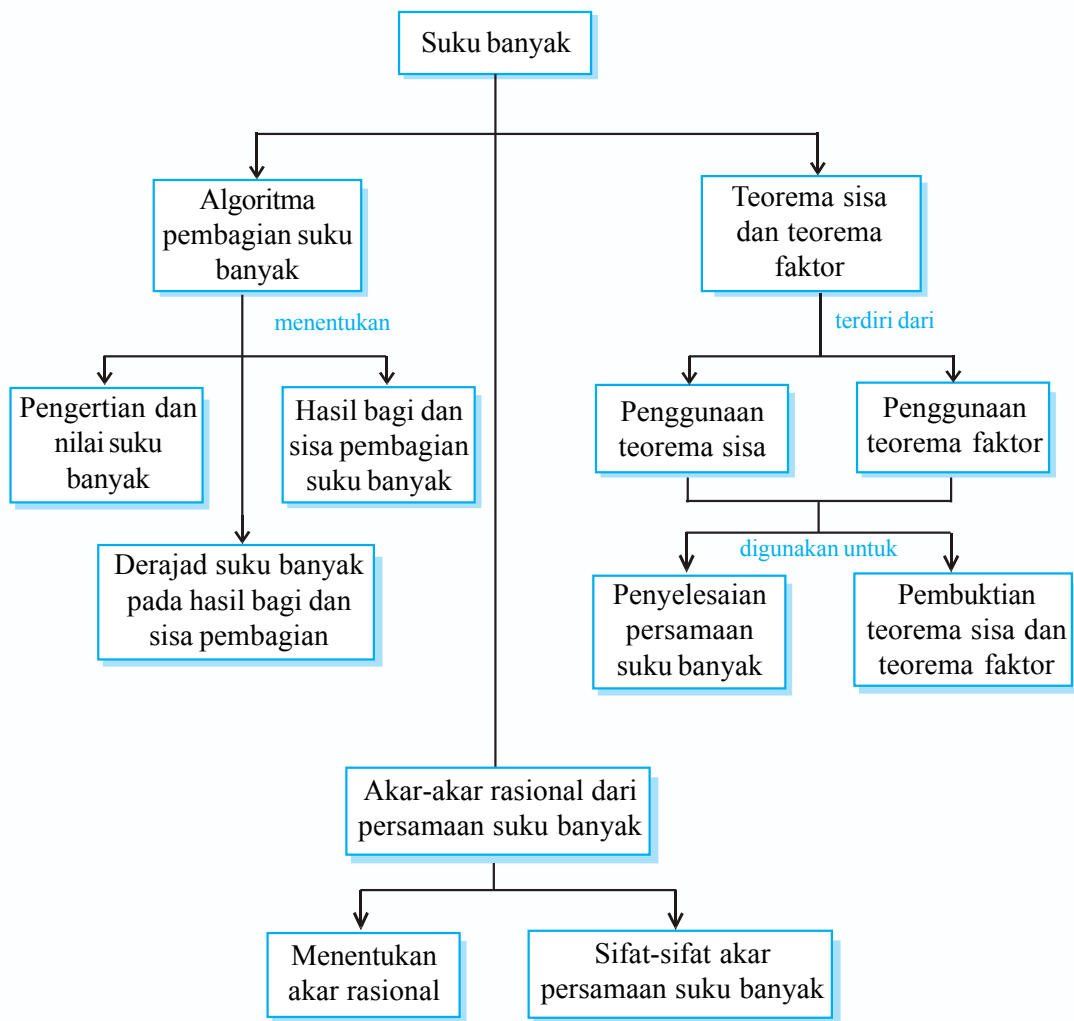 Suku banyak
Algoritma
pembagian suku
banyak
Teorema sisa
dan teorema
faktor
menentukan
terdiri dari
Pengertian dan
nilai suku
banyak
Hasil bagi dan
sisa pembagian
suku banyak
Penggunaan
teorema sisa
Penggunaan
teorema faktor
digunakan untuk
Derajad suku banyak
pada hasil bagi dan
sisa pembagian
Penyelesaian
persamaan
suku banyak
Pembuktian
teorema sisa dan
teorema faktor
Akar-akar rasional dari
persamaan suku banyak
Menentukan
akar rasional
Sifat-sifat akar
persamaan suku banyak